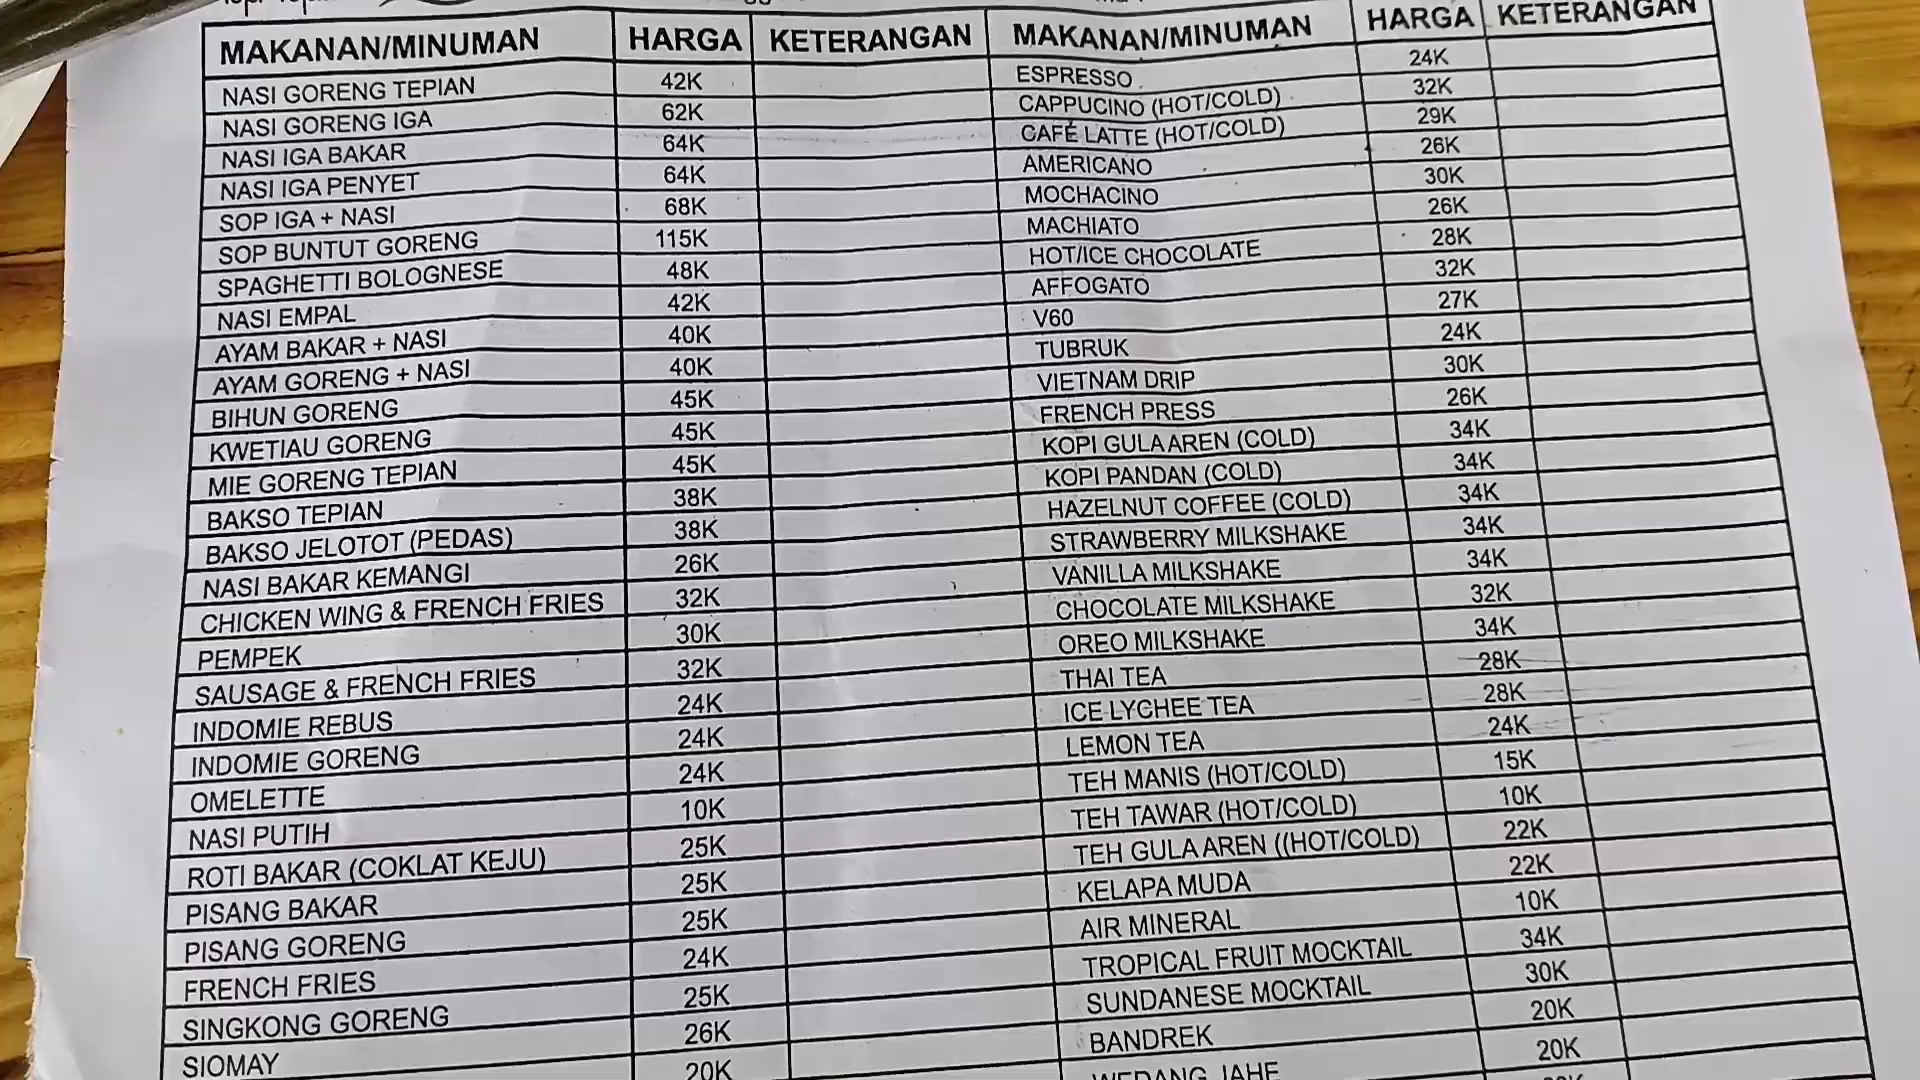 MAKANAN/MINUMAN HARGA KETERANGAN MAKANAN/MINUMAN HARGA KETERANGAN
NASI GORENG TEPIAN 42K ESPRESSO 24K
NASI GORENG IGA 62K CAPPUCINO (HOT/COLD) 32K
NASI IGA BAKAR 64K CAFÉ LATTE (HOT/COLD) 29K
NASI IGA PENYET 64K AMERICANO 26K
SOP IGA + NASI 68K MOCHACINO 30K
SOP BUNTUT GORENG 115K MACHIATO 26K
SPAGHETTI BOLOGNESE 48K HOT/ICE CHOCOLATE 28K
NASI EMPAL 42K AFFOGATO 32K
AYAM BAKAR + NASI 40K V60 27K
AYAM GORENG + NASI 40K TUBRUK 24K
BIHUN GORENG 45K VIETNAM DRIP 30K
KWETIAU GORENG 45K FRENCH PRESS 26K
MIE GORENG TEPIAN 45K KOPI GULA AREN (COLD) 34K
BAKSO TEPIAN 38K KOPI PANDAN (COLD) 34K
BAKSO JELOTOT (PEDAS) 38K HAZELNUT COFFEE (COLD) 34K
NASI BAKAR KEMANGI 26K STRAWBERRY MILKSHAKE 34K
CHICKEN WING & FRENCH FRIES 32K VANILLA MILKSHAKE 34K
PEMPEK 30K CHOCOLATE MILKSHAKE 32K
SAUSAGE & FRENCH FRIES 32K OREO MILKSHAKE 34K
INDOMIE REBUS 24K THAI TEA 28K
INDOMIE GORENG 24K ICE LYCHEE TEA 28K
OMELETTE 24K LEMON TEA 24K
NASI PUTIH 10K TEH MANIS (HOT/COLD) 15K
ROTI BAKAR (COKLAT KEJU) 25K TEH TAWAR (HOT/COLD) 10K
PISANG BAKAR 25K TEH GULA AREN ((HOT/COLD) 22K
PISANG GORENG 25K KELAPA MUDA 22K
FRENCH FRIES 24K AIR MINERAL 10K
SINGKONG GORENG 25K TROPICAL FRUIT MOCKTAIL 34K
SIOMAY 26K SUNDANESE MOCKTAIL 30K
20K BANDREK 20K
WEDANG JAHE 20K